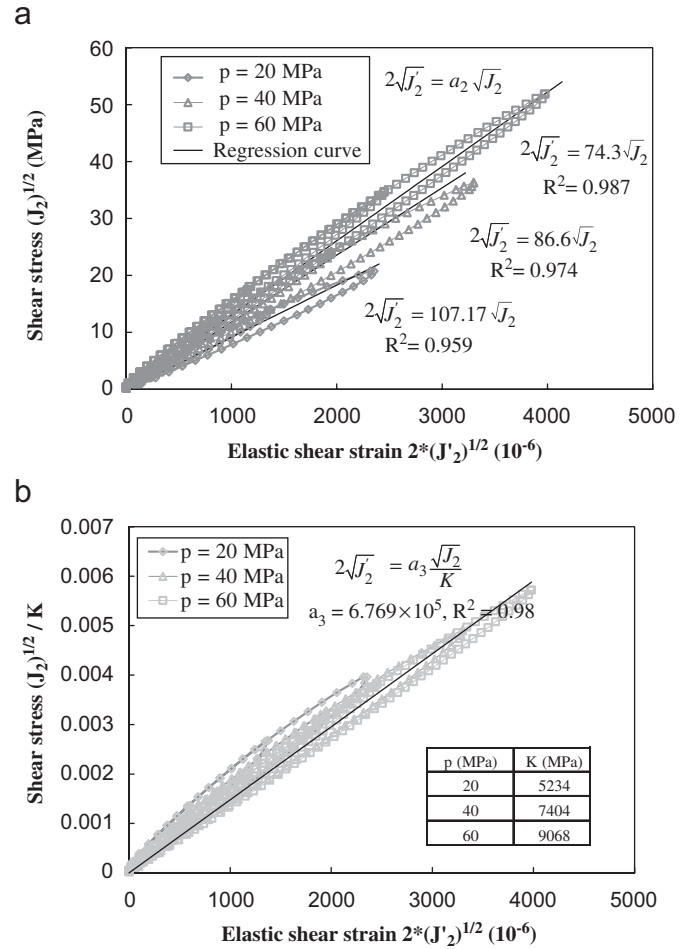 a
60
50
40
30
20
10
0
Shear stress (J₂)^1/2 (MPa)
p = 20 MPa
p = 40 MPa
p = 60 MPa
Regression curve
2√J'₂ = a₂ √J₂
2√J'₂ = 74.3√J₂
R² = 0.987
2√J'₂ = 86.6√J₂
R² = 0.974
2√J'₂ = 107.17 √J₂
R² = 0.959
0 1000 2000 3000 4000 5000
Elastic shear strain 2*(J'₂)^1/2 (10^-6)
b
0.007
0.006
0.005
0.004
0.003
0.002
0.001
0
Shear stress (J₂)^1/2 / K
p = 20 MPa
p = 40 MPa
p = 60 MPa
2√J'₂ = a₃ √J₂/K
a₃ = 6.769×10⁵, R² = 0.98
p (MPa) K (MPa)
20 5234
40 7404
60 9068
0 1000 2000 3000 4000 5000
Elastic shear strain 2*(J'₂)^1/2 (10^-6)